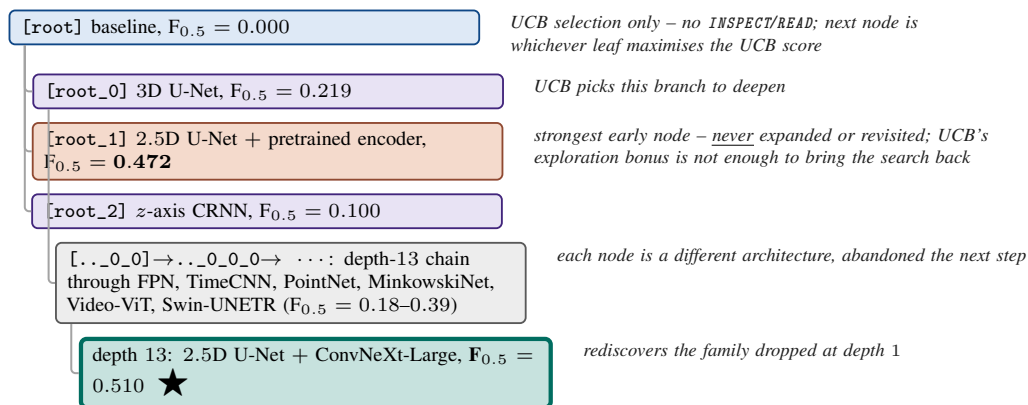 [root] baseline, F0.5 = 0.000
UCB selection only – no INSPECT/READ; next node is
whichever leaf maximises the UCB score
[root_0] 3D U-Net, F0.5 = 0.219
UCB picks this branch to deepen
[root_1] 2.5D U-Net + pretrained encoder,
F0.5 = 0.472
strongest early node – never expanded or revisited; UCB's
exploration bonus is not enough to bring the search back
[root_2] z-axis CRNN, F0.5 = 0.100
[.._0_0]→.._0_0_0→ ···: depth-13 chain
through FPN, TimeCNN, PointNet, MinkowskiNet,
Video-ViT, Swin-UNETR (F0.5 = 0.18–0.39)
each node is a different architecture, abandoned the next step
depth 13: 2.5D U-Net + ConvNeXt-Large, F0.5 =
0.510 ★
rediscovers the family dropped at depth 1